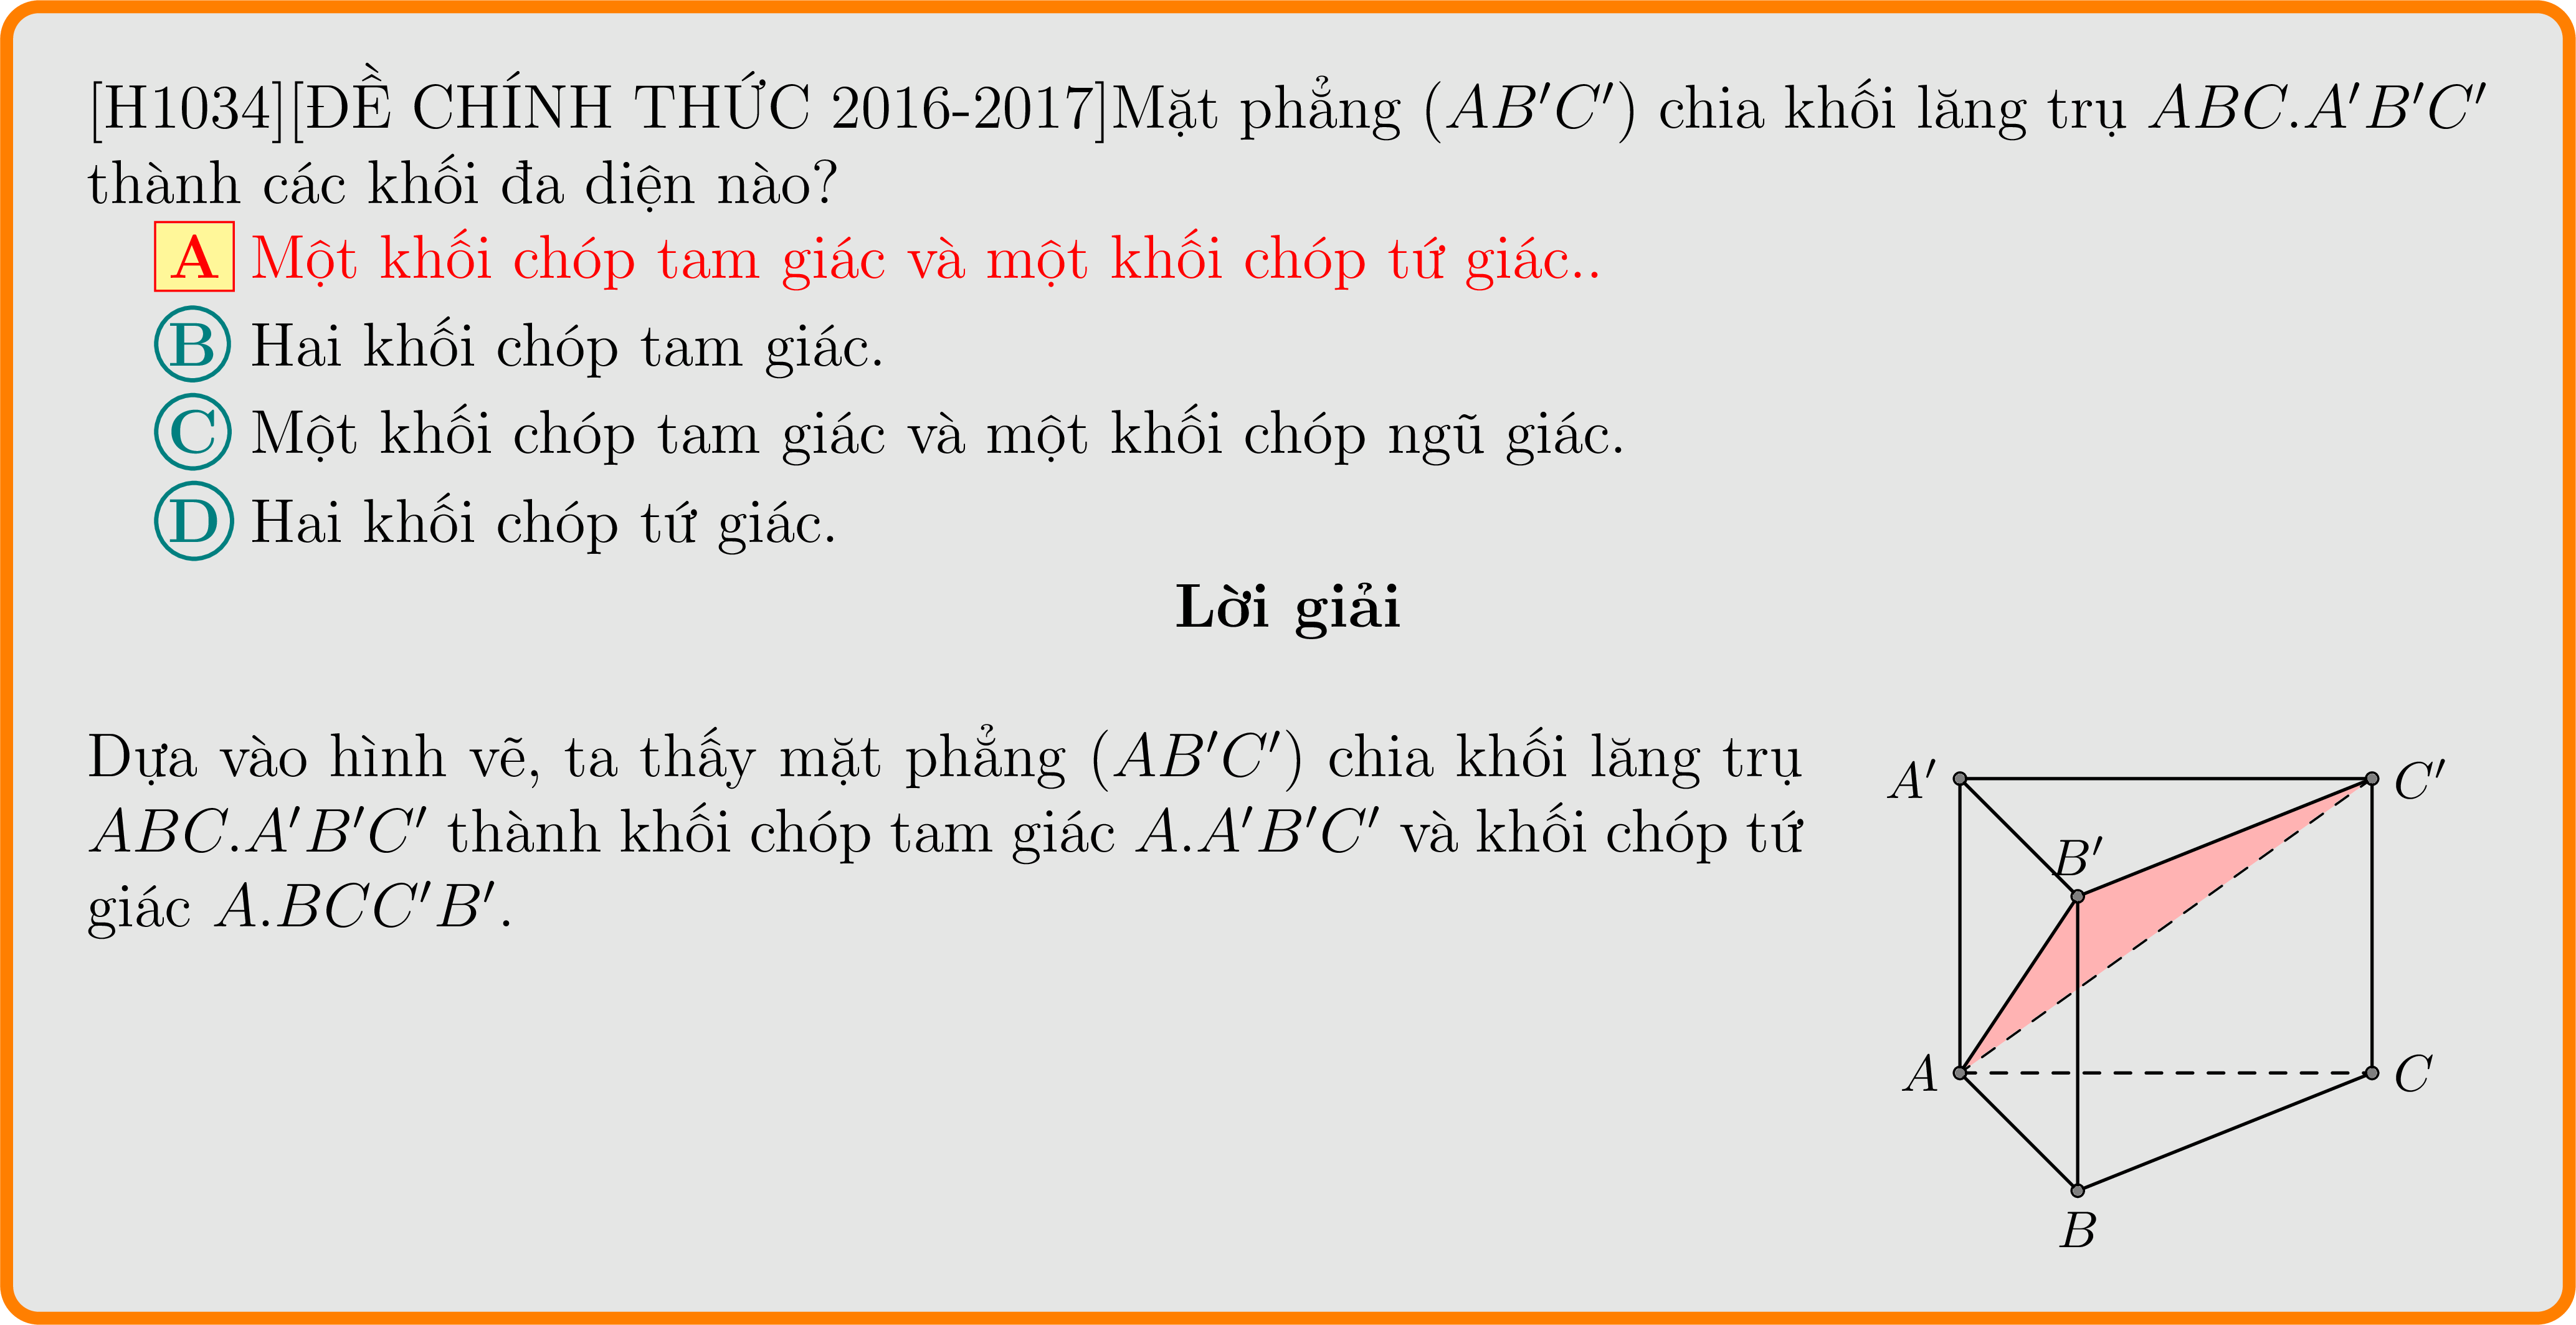 [H1034][ĐỀ CHÍNH THỨC 2016-2017]Mặt phẳng (AB′C′) chia khối lăng trụ ABC.A′B′C′
thành các khối đa diện nào?
A Một khối chóp tam giác và một khối chóp tứ giác..
B Hai khối chóp tam giác.
C Một khối chóp tam giác và một khối chóp ngũ giác.
D Hai khối chóp tứ giác.
Lời giải
Dựa vào hình vẽ, ta thấy mặt phẳng (AB′C′) chia khối lăng trụ
ABC.A′B′C′ thành khối chóp tam giác A.A′B′C′ và khối chóp tứ
giác A.BCC′B′.
A′
C′
B′
A
C
B